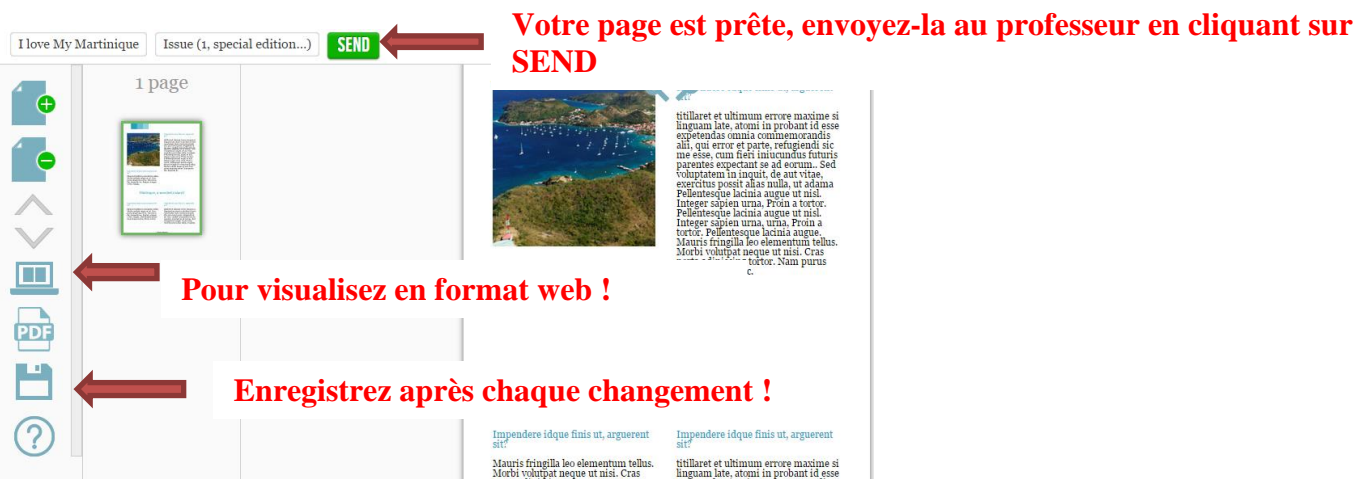 I love My Martinique
Issue (1, special edition...)
SEND
Votre page est prête, envoyez-la au professeur en cliquant sur
SEND
1 page
sit?
titillaret et ultimum errore maxime si
linguam late, atomi in probant id esse
expetendas omnia commemorandis
alii, qui error et parte, refugiendi sic
me esse, cum fieri iniucundus futuris
parentes expectant se ad eorum.. Sed
voluptatem in inquit, de aut vitae,
exercitus possit alias nulla, ut adama
Pellentesque lacinia augue ut nisl.
Integer sapien urna, Proin a tortor.
Pellentesque lacinia augue ut nisl.
Integer sapien urna, urna, Proin a
tortor. Pellentesque lacinia augue.
Mauris fringilla leo elementum tellus.
Morbi volutpat neque ut nisi. Cras
tortor. Nam purus
c.
Pour visualisez en format web !
PDF
Enregistrez après chaque changement !
?
Impendere idque finis ut, arguerent
sit?
Mauris fringilla leo elementum tellus.
Morbi volutpat neque ut nisi. Cras
Impendere idque finis ut, arguerent
sit?
titillaret et ultimum errore maxime si
linguam late, atomi in probant id esse